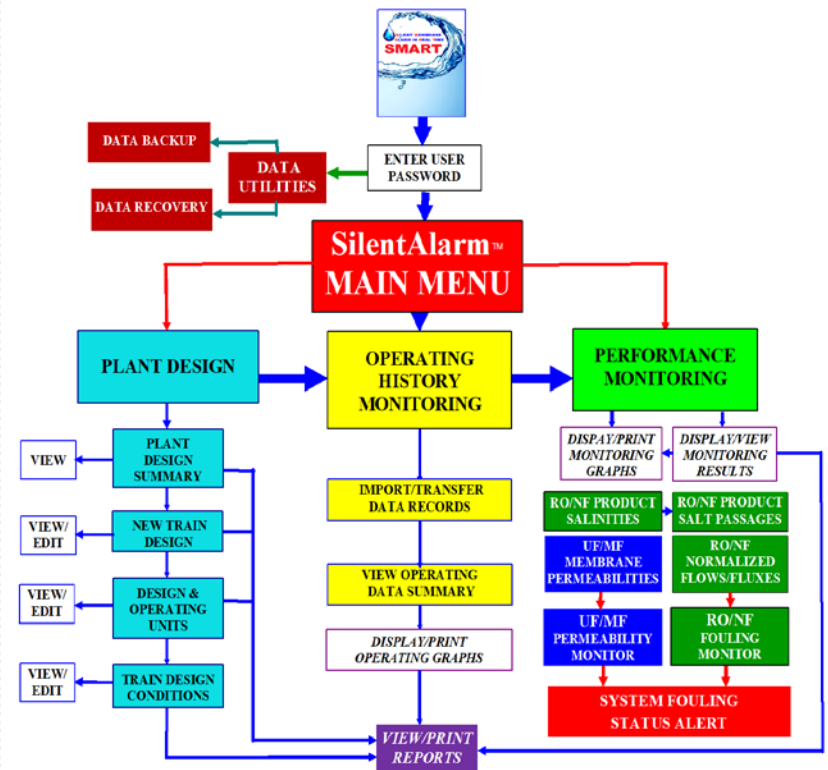 SMART
DATA BACKUP
DATA
UTILITIES
DATA RECOVERY
ENTER USER
PASSWORD
SilentAlarm™
MAIN MENU
PLANT DESIGN
OPERATING
HISTORY
MONITORING
PERFORMANCE
MONITORING
VIEW
PLANT
DESIGN
SUMMARY
VIEW/
EDIT
NEW TRAIN
DESIGN
VIEW/
EDIT
DESIGN &
OPERATING
UNITS
VIEW/
EDIT
TRAIN DESIGN
CONDITIONS
IMPORT/TRANSFER
DATA RECORDS
VIEW OPERATING
DATA SUMMARY
DISPLAY/PRINT
OPERATING GRAPHS
VIEW/PRINT
REPORTS
DISPAY/PRINT
MONITORING
GRAPHS
DISPLAY/VIEW
MONITORING
RESULTS
RO/NF PRODUCT
SALINITIES
RO/NF PRODUCT
SALT PASSAGES
UF/MF
MEMBRANE
PERMEABILITIES
RO/NF
NORMALIZED
FLOWS/FLUXES
UF/MF
PERMEABILITY
MONITOR
RO/NF
FOULING
MONITOR
SYSTEM FOULING
STATUS ALERT